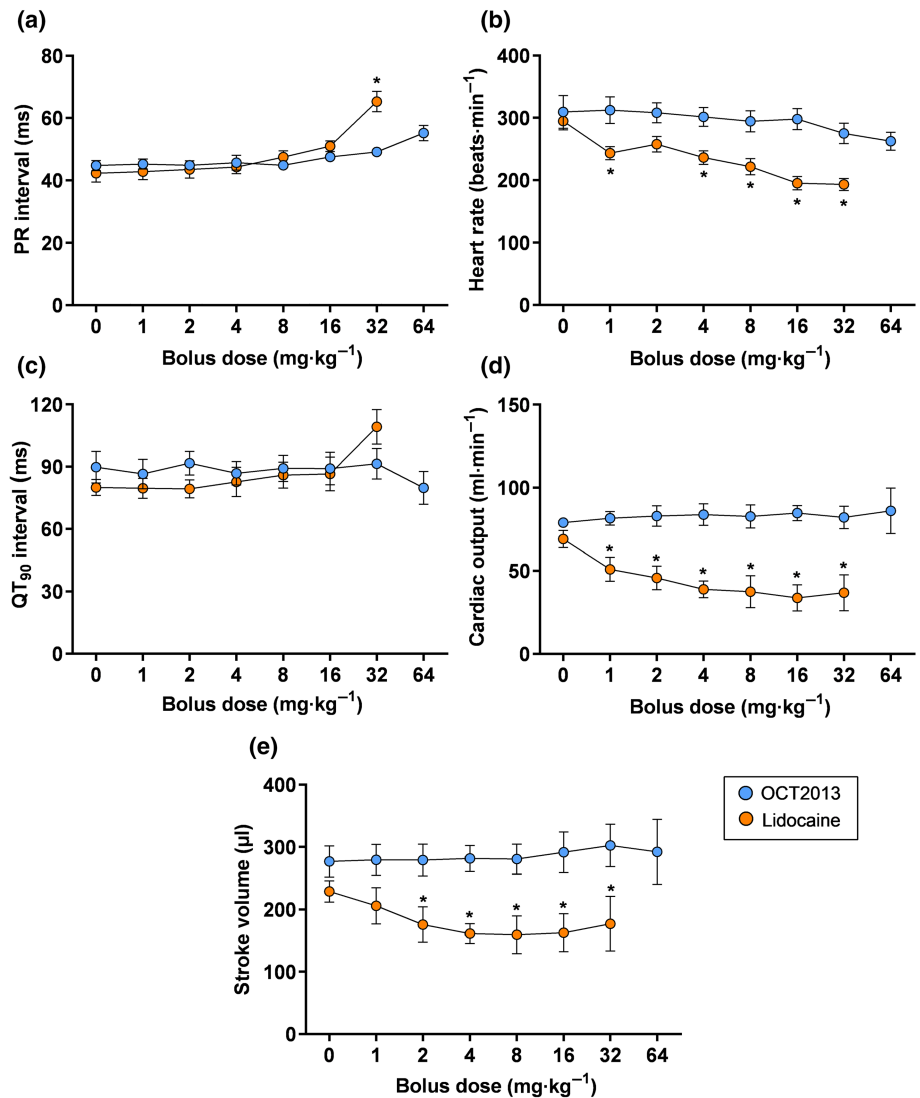 (a)
PR interval (ms)
80
60
40
20
0
*
0 1 2 4 8 16 32 64
Bolus dose (mg·kg⁻¹)
(b)
Heart rate (beats·min⁻¹)
400
300
200
100
0
* * * * *
0 1 2 4 8 16 32 64
Bolus dose (mg·kg⁻¹)
(c)
QT₉₀ interval (ms)
120
90
60
30
0
0 1 2 4 8 16 32 64
Bolus dose (mg·kg⁻¹)
(d)
Cardiac output (ml·min⁻¹)
150
100
50
0
* * * * * *
0 1 2 4 8 16 32 64
Bolus dose (mg·kg⁻¹)
(e)
Stroke volume (µl)
400
300
200
100
0
* * * * *
0 1 2 4 8 16 32 64
Bolus dose (mg·kg⁻¹)
OCT2013
Lidocaine